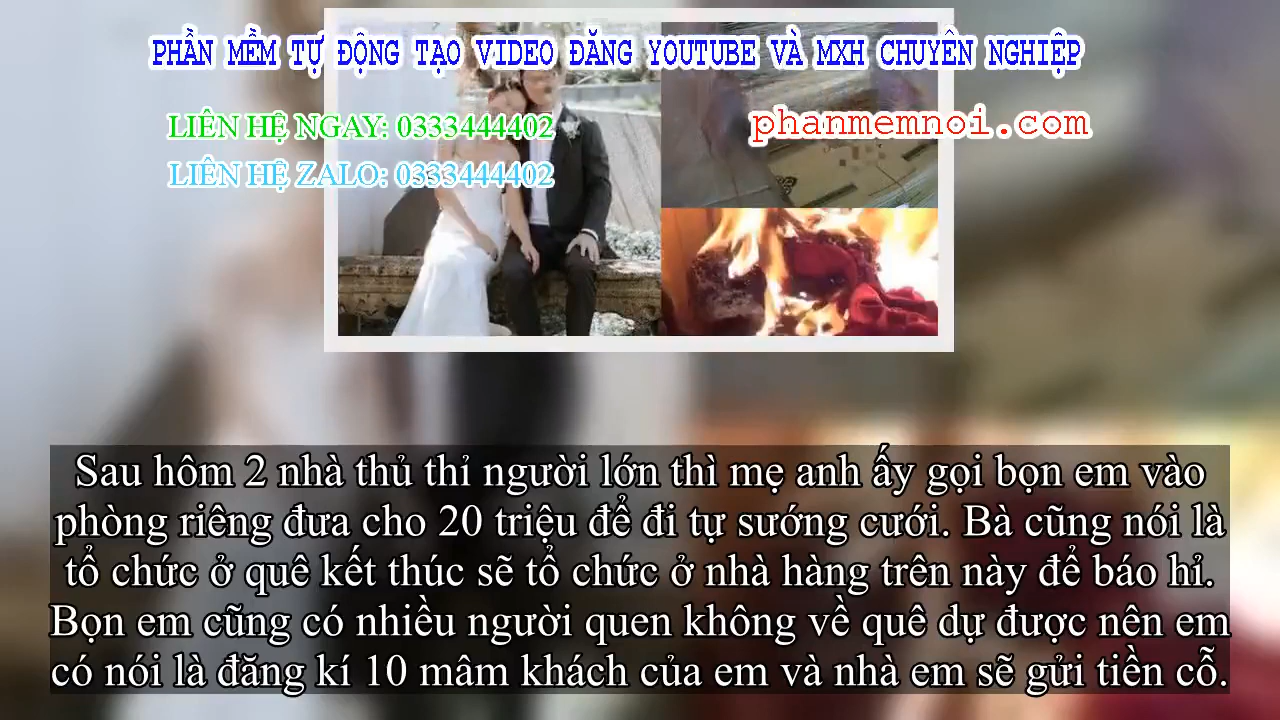 PHẦN MỀM TỰ ĐỘNG TẠO VIDEO ĐĂNG YOUTUBE VÀ MXH CHUYÊN NGHIỆP
LIÊN HỆ NGAY: 0333444402
phanmemnoi.com
LIÊN HỆ ZALO: 0333444402
Sau hôm 2 nhà thủ thỉ người lớn thì mẹ anh ấy gọi bọn em vào
phòng riêng đưa cho 20 triệu để đi tự sướng cưới. Bà cũng nói là
tổ chức ở quê kết thúc sẽ tổ chức ở nhà hàng trên này để báo hỉ.
Bọn em cũng có nhiều người quen không về quê dự được nên em
có nói là đăng kí 10 mâm khách của em và nhà em sẽ gửi tiền cỗ.